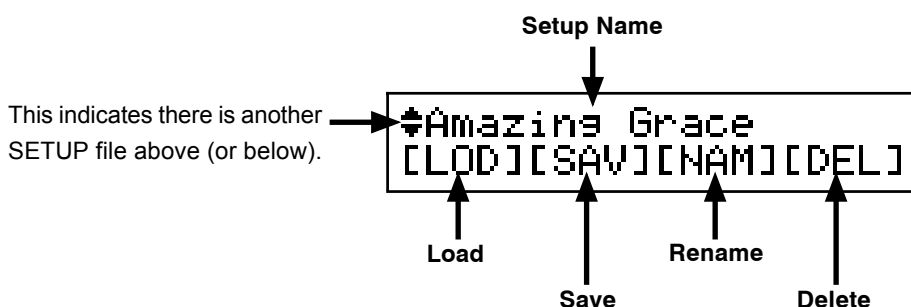 Setup Name
This indicates there is another
SETUP file above (or below).
Amazing Grace
[LOD][SAV][NAM][DEL]
Load
Rename
Save
Delete